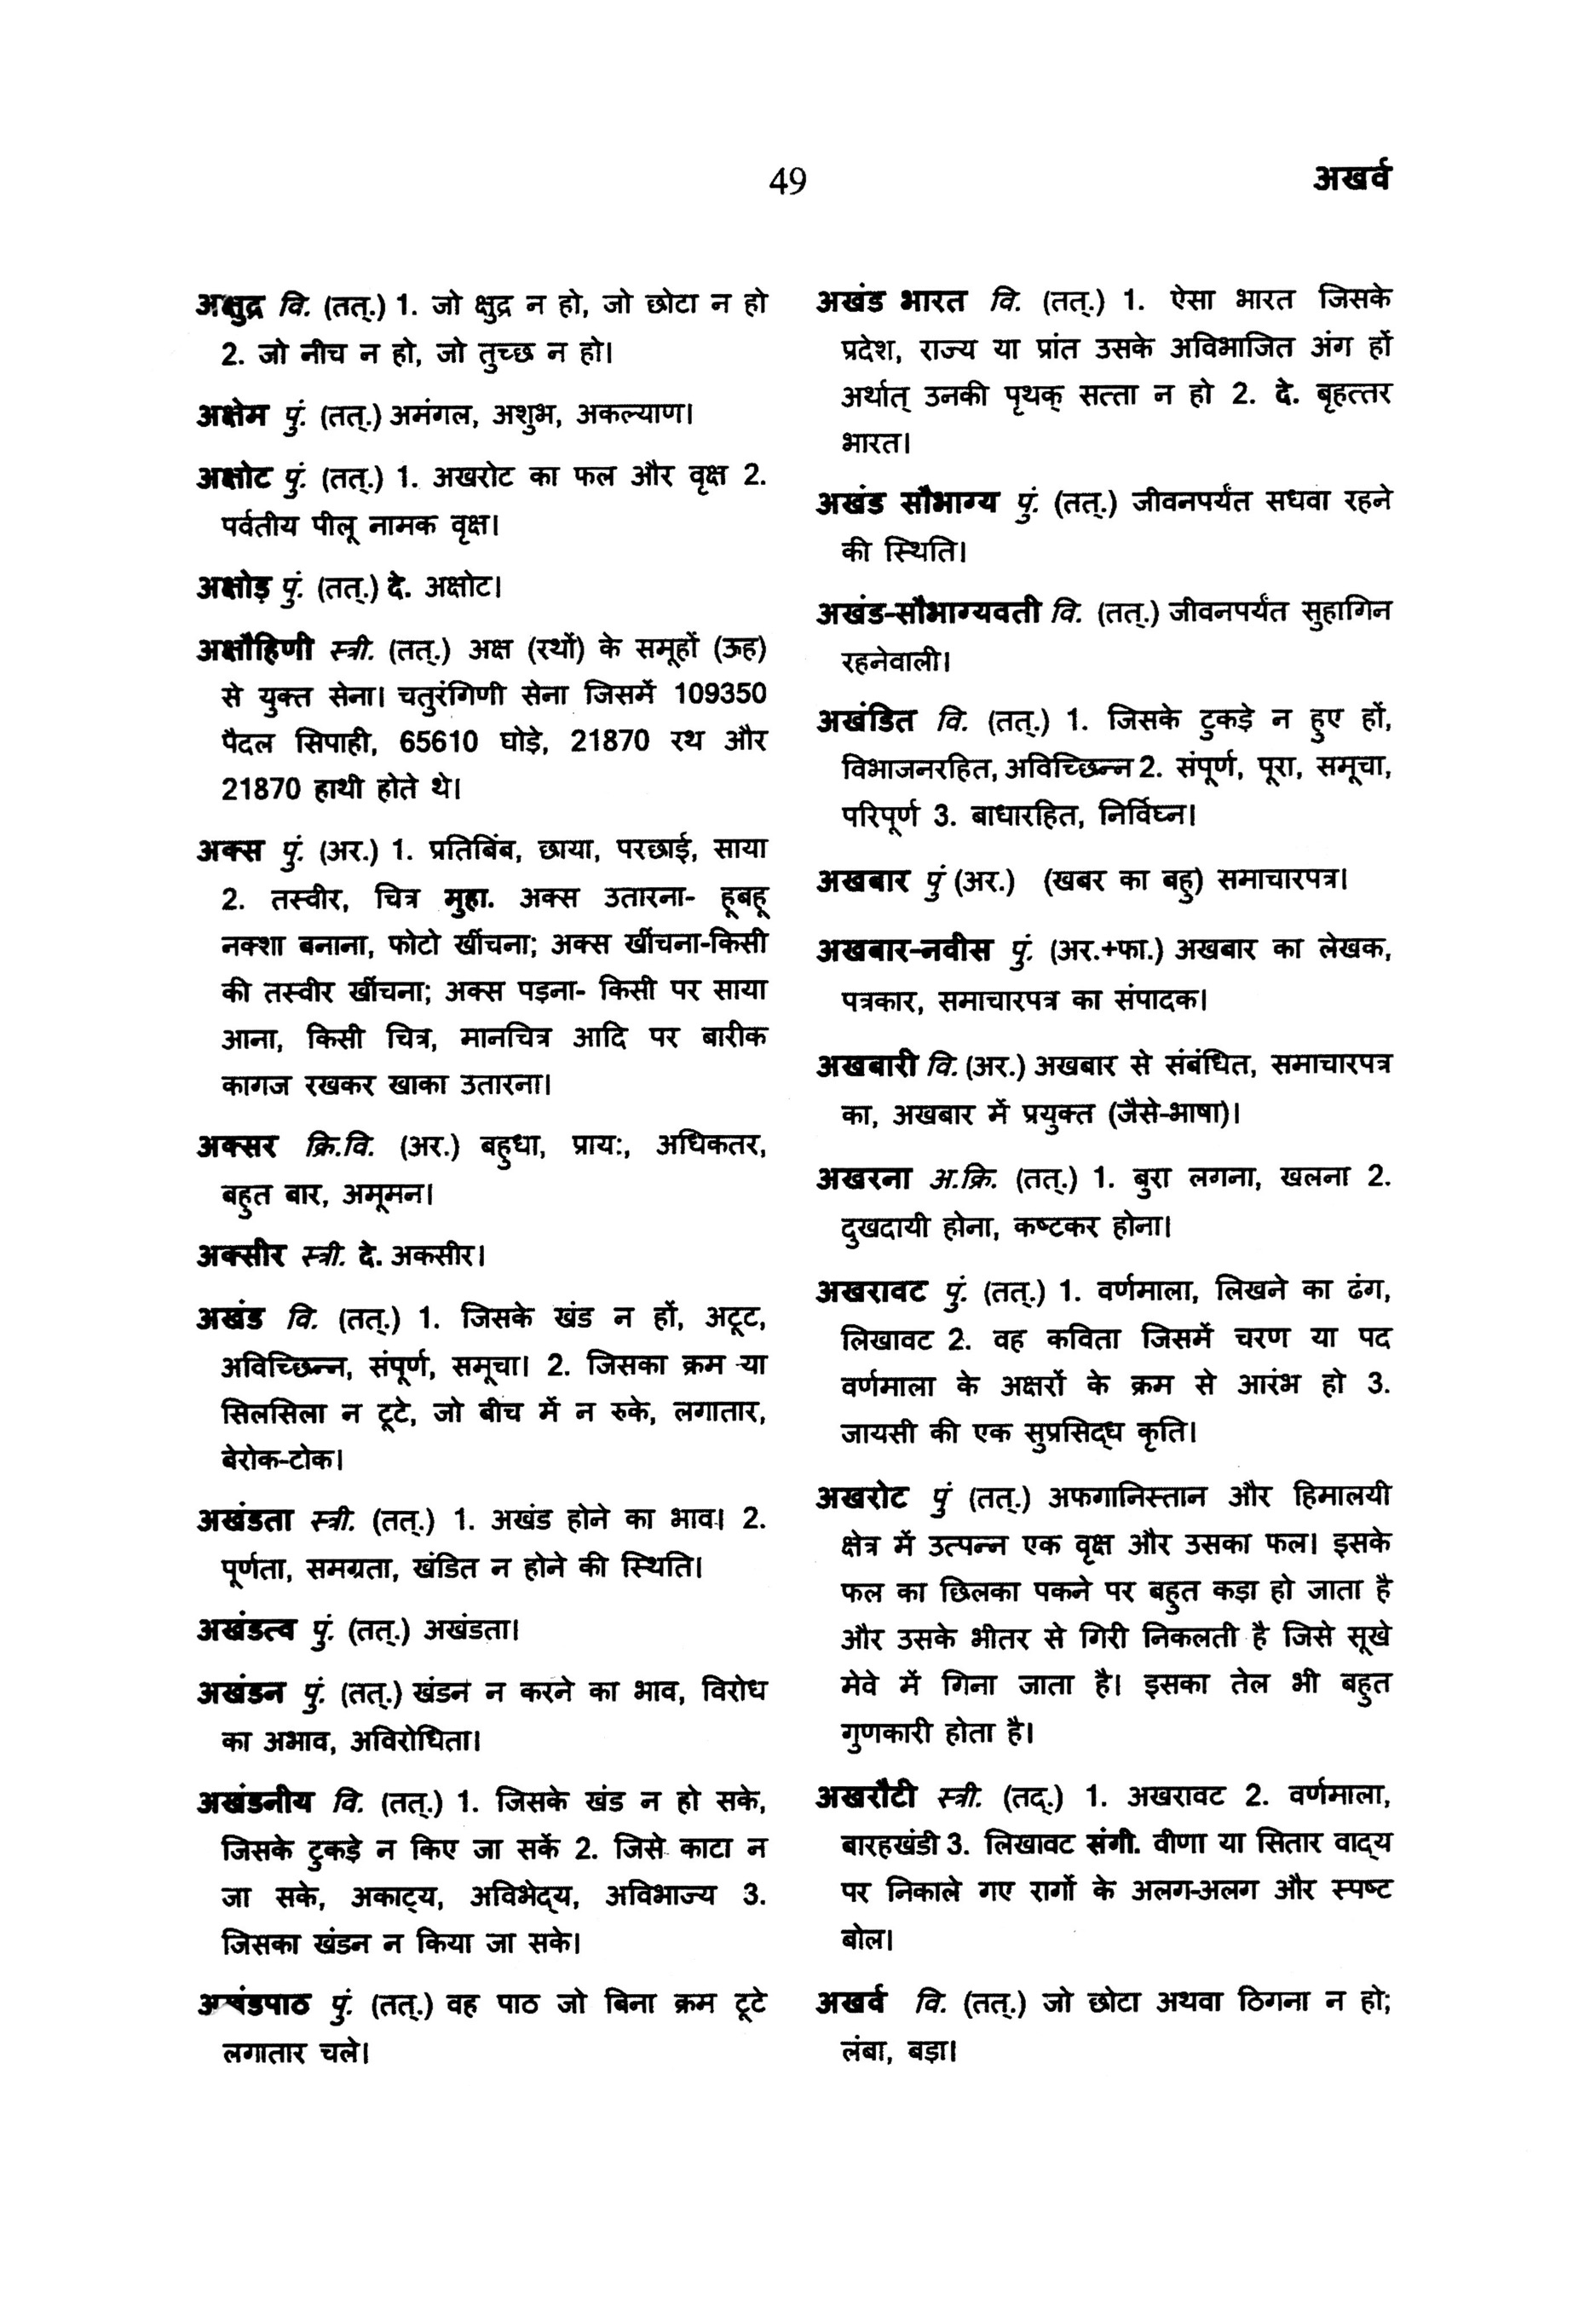 49
अखर्व
अक्षुद्र वि. (तत्.) 1. जो क्षुद्र न हो, जो छोटा न हो
2. जो नीच न हो, जो तुच्छ न हो।
अक्षेम पुं. (तत्.) अमंगल, अशुभ, अकल्याण।
अक्षोट पुं. (तत्.) 1. अखरोट का फल और वृक्ष 2.
पर्वतीय पीलू नामक वृक्ष।
अक्षोड़ पुं. (तत्.) दे. अक्षोट।
अक्षौहिणी स्त्री. (तत्.) अक्ष (रथों) के समूहों (ऊह)
से युक्त सेना। चतुरंगिणी सेना जिसमें 109350
पैदल सिपाही, 65610 घोड़े, 21870 रथ और
21870 हाथी होते थे।
अक्स पुं. (अर.) 1. प्रतिबिंब, छाया, परछाई, साया
2. तस्वीर, चित्र मुहा. अक्स उतारना- हूबहू
नक्शा बनाना, फोटो खींचना; अक्स खींचना-किसी
की तस्वीर खींचना; अक्स पड़ना- किसी पर साया
आना, किसी चित्र, मानचित्र आदि पर बारीक
कागज रखकर खाका उतारना।
अक्सर क्रि.वि. (अर.) बहुधा, प्राय:, अधिकतर,
बहुत बार, अमूमन।
अक्सीर स्त्री. दे. अकसीर।
अखंड वि. (तत्.) 1. जिसके खंड न हों, अटूट,
अविच्छिन्न, संपूर्ण, समूचा। 2. जिसका क्रम या
सिलसिला न टूटे, जो बीच में न रुके, लगातार,
बेरोक-टोक।
अखंडता स्त्री. (तत्.) 1. अखंड होने का भाव। 2.
पूर्णता, समग्रता, खंडित न होने की स्थिति।
अखंडत्व पुं. (तत्.) अखंडता।
अखंडन पुं. (तत्.) खंडन न करने का भाव, विरोध
का अभाव, अविरोधिता।
अखंडनीय वि. (तत्.) 1. जिसके खंड न हो सके,
जिसके टुकड़े न किए जा सकें 2. जिसे काटा न
जा सके, अकाट्य, अविभेद्य, अविभाज्य 3.
जिसका खंडन न किया जा सके।
अखंडपाठ पुं. (तत्.) वह पाठ जो बिना क्रम टूटे
लगातार चले।
अखंड भारत वि. (तत्.) 1. ऐसा भारत जिसके
प्रदेश, राज्य या प्रांत उसके अविभाजित अंग हों
अर्थात् उनकी पृथक् सत्ता न हो 2. दे. बृहत्तर
भारत।
अखंड सौभाग्य पुं. (तत्.) जीवनपर्यंत सधवा रहने
की स्थिति।
अखंड-सौभाग्यवती वि. (तत्.) जीवनपर्यंत सुहागिन
रहनेवाली।
अखंडित वि. (तत्.) 1. जिसके टुकड़े न हुए हों,
विभाजनरहित, अविच्छिन्न 2. संपूर्ण, पूरा, समूचा,
परिपूर्ण 3. बाधारहित, निर्विघ्न।
अखबार पुं (अर.) (खबर का बहु) समाचारपत्र।
अखबार-नवीस पुं. (अर.+फा.) अखबार का लेखक,
पत्रकार, समाचारपत्र का संपादक।
अखबारी वि. (अर.) अखबार से संबंधित, समाचारपत्र
का, अखबार में प्रयुक्त (जैसे-भाषा)।
अखरना अ.क्रि. (तत्.) 1. बुरा लगना, खलना 2.
दुखदायी होना, कष्टकर होना।
अखरावट पुं. (तत्.) 1. वर्णमाला, लिखने का ढंग,
लिखावट 2. वह कविता जिसमें चरण या पद
वर्णमाला के अक्षरों के क्रम से आरंभ हो 3.
जायसी की एक सुप्रसिद्ध कृति।
अखरोट पुं (तत्.) अफगानिस्तान और हिमालयी
क्षेत्र में उत्पन्न एक वृक्ष और उसका फल। इसके
फल का छिलका पकने पर बहुत कड़ा हो जाता है
और उसके भीतर से गिरी निकलती है जिसे सूखे
मेवे में गिना जाता है। इसका तेल भी बहुत
गुणकारी होता है।
अखरौटी स्त्री. (तद्.) 1. अखरावट 2. वर्णमाला,
बारहखंडी 3. लिखावट संगी. वीणा या सितार वाद्य
पर निकाले गए रागों के अलग-अलग और स्पष्ट
बोल।
अखर्व वि. (तत्.) जो छोटा अथवा ठिगना न हो;
लंबा, बड़ा।